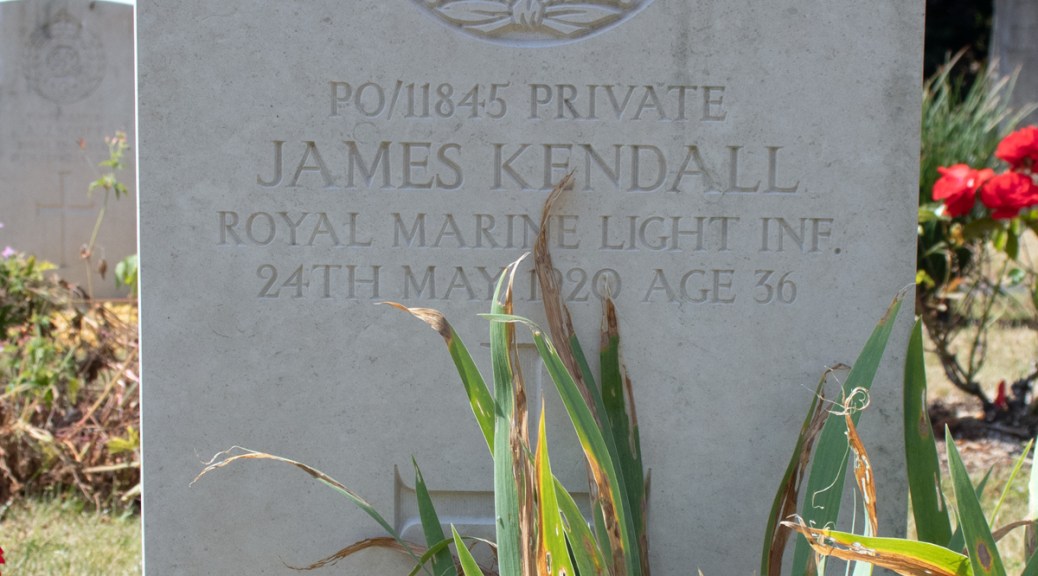 PO/11845 PRIVATE
JAMES KENDALL
ROYAL MARINE LIGHT INF.
24TH MAY 1920 AGE 36